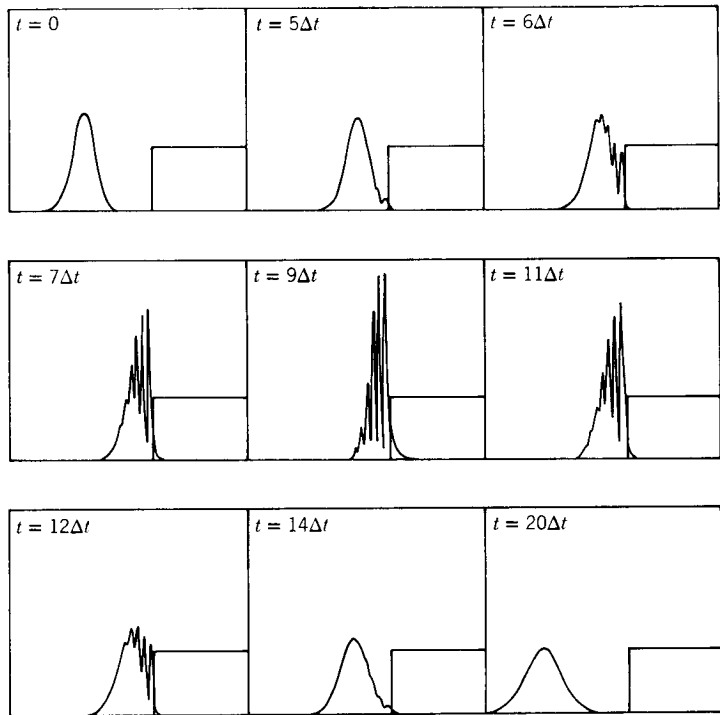 t = 0
t = 5Δt
t = 6Δt
t = 7Δt
t = 9Δt
t = 11Δt
t = 12Δt
t = 14Δt
t = 20Δt